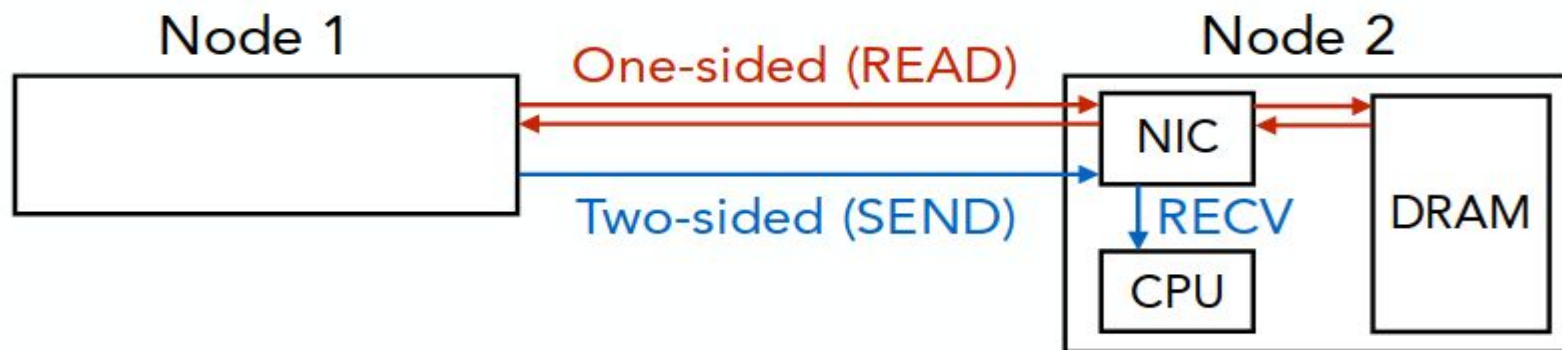 Node 1
Node 2
One-sided (READ)
NIC
DRAM
Two-sided (SEND)
RECV
CPU